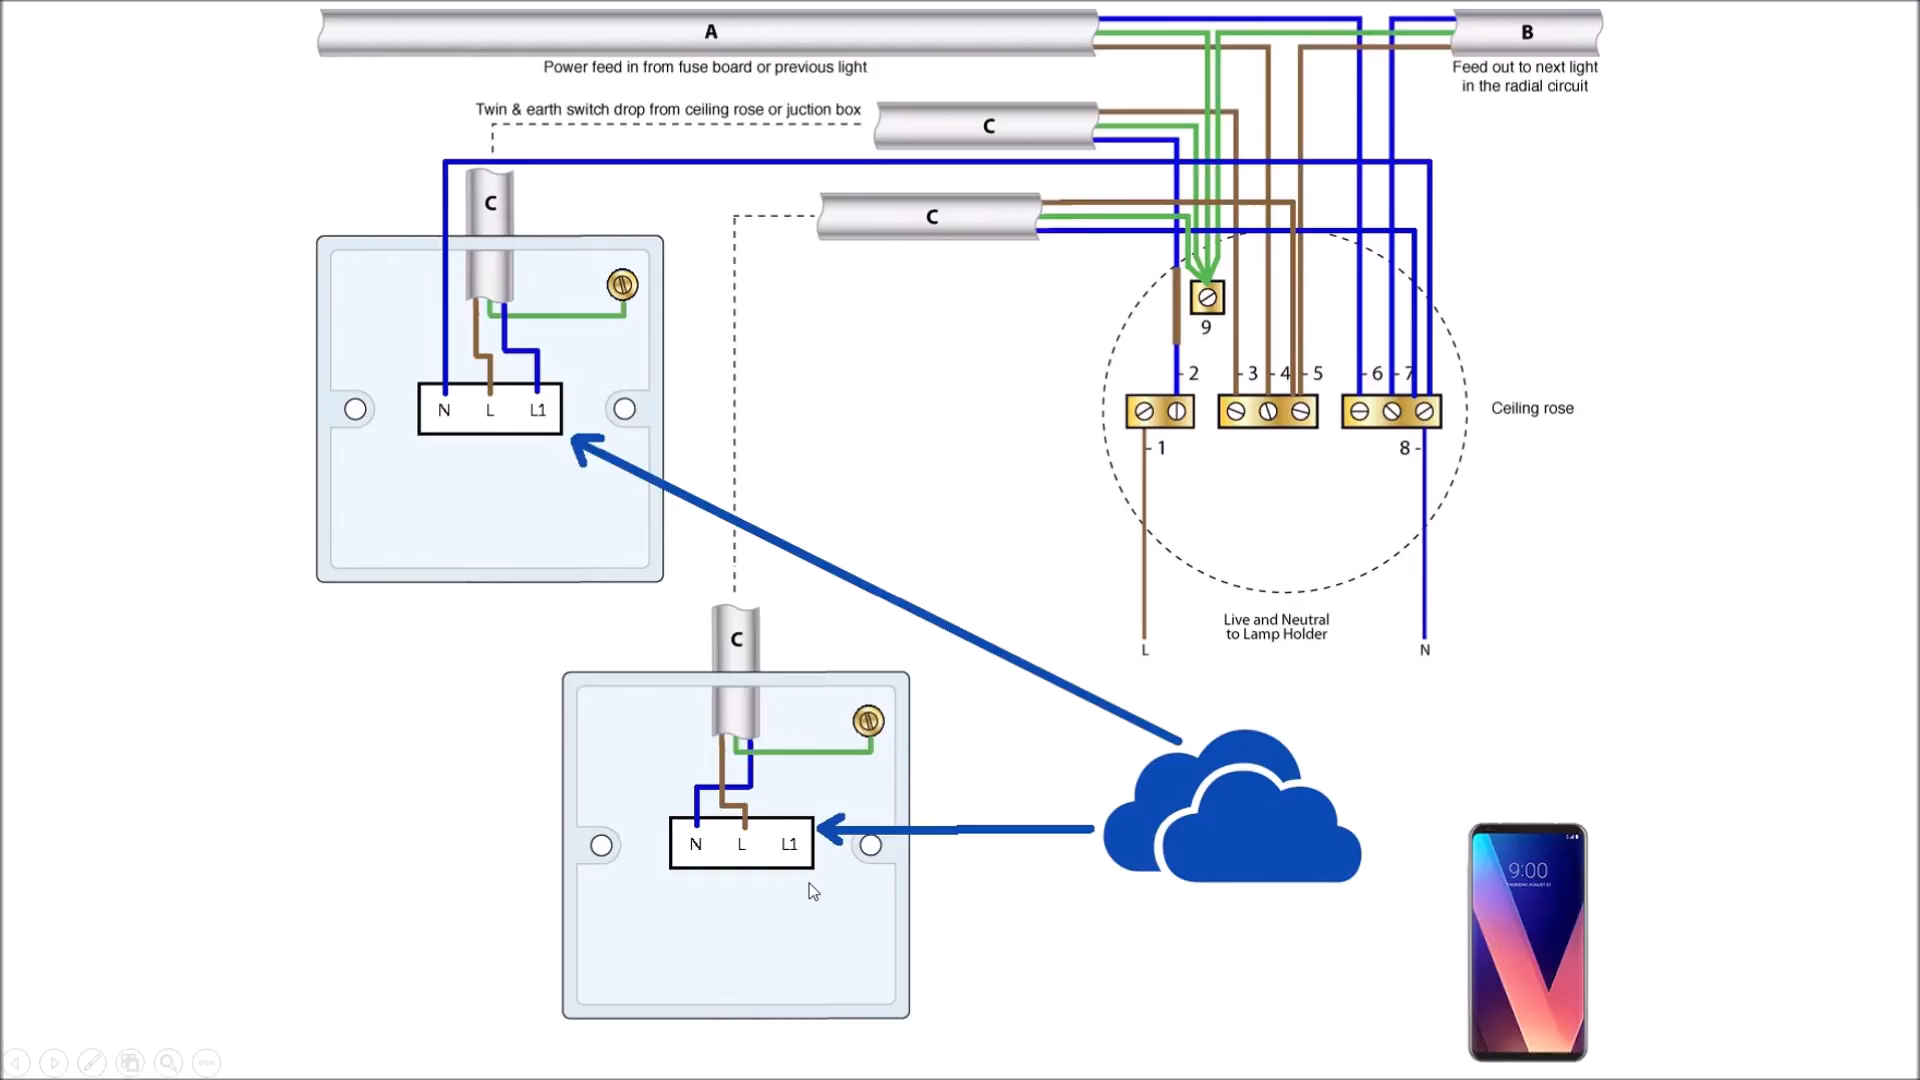 A
B
Power feed in from fuse board or previous light
Feed out to next light
in the radial circuit
Twin & earth switch drop from ceiling rose or juction box
C
C
C
9
2
3
4
5
6
7
N
L
L1
Ceiling rose
1
8
Live and Neutral
to Lamp Holder
L
N
C
N
L
L1
9:00